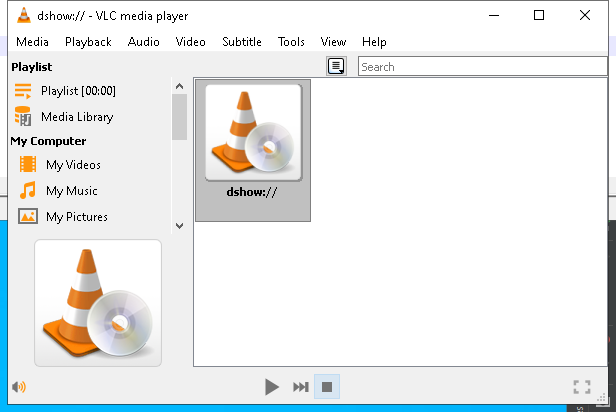 dshow:// - VLC media player
Media Playback Audio Video Subtitle Tools View Help
Playlist
Search
Playlist [00:00]
Media Library
My Computer
My Videos
My Music
My Pictures
dshow://